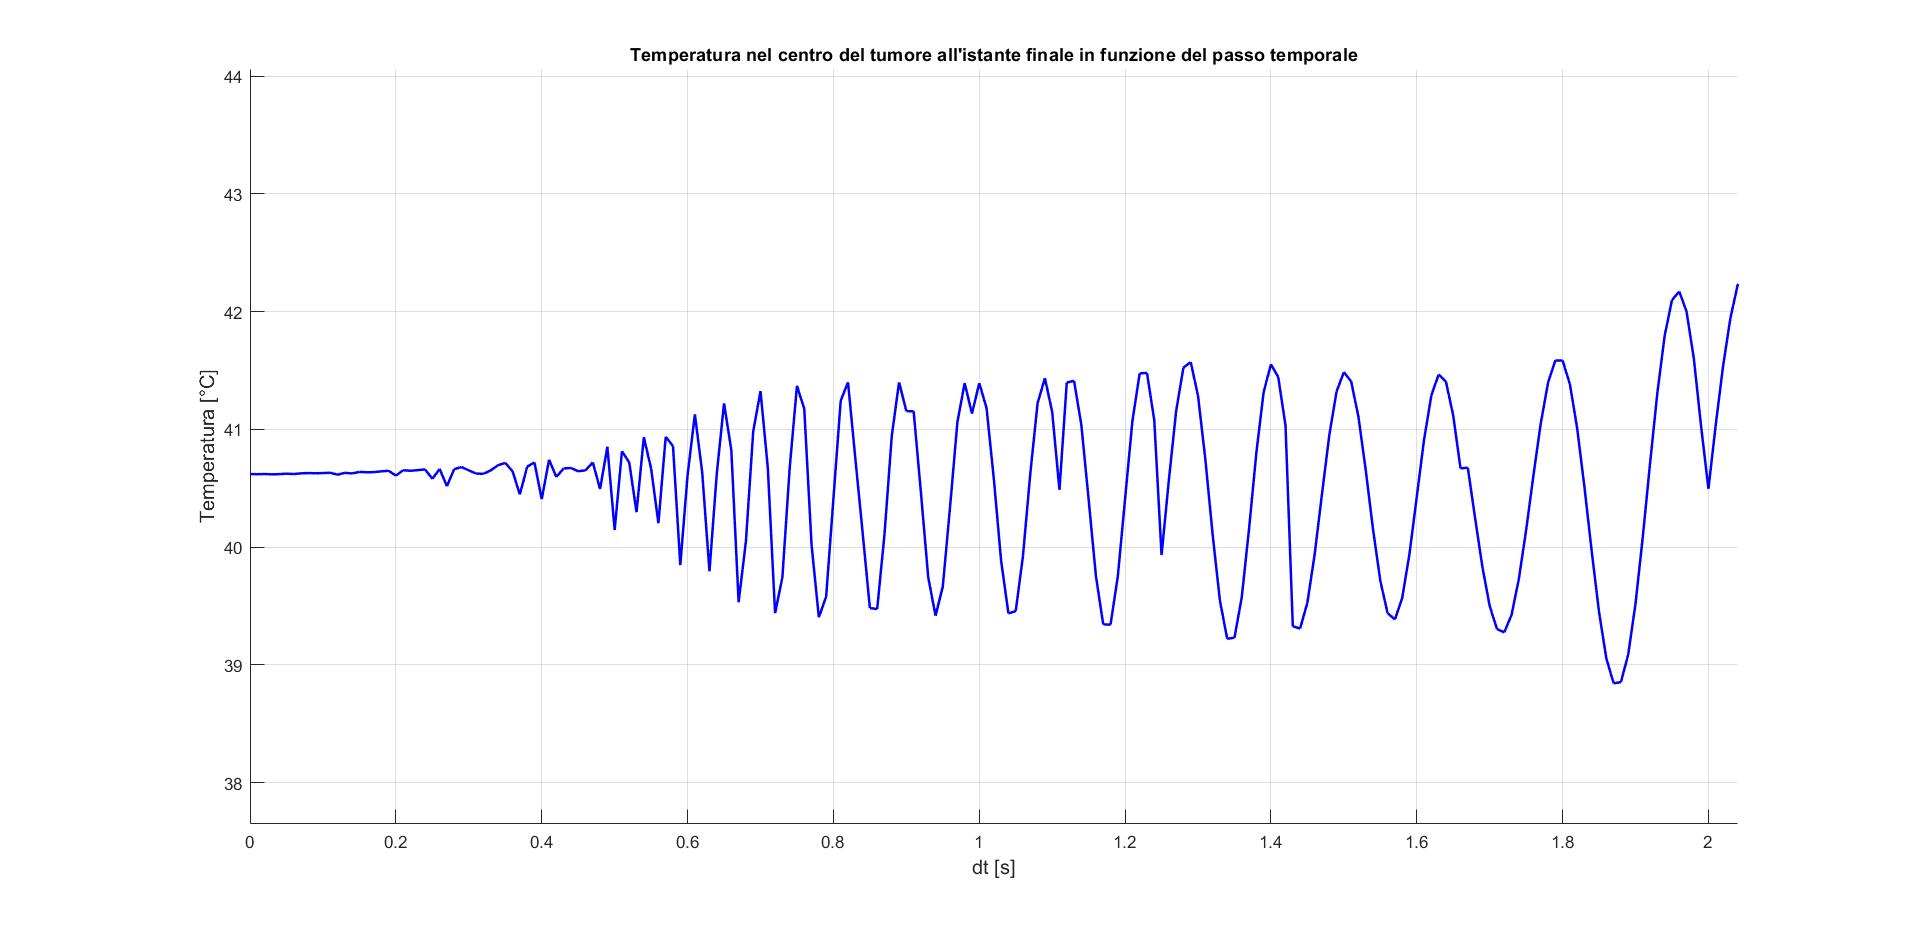 Temperatura nel centro del tumore all'istante finale in funzione del passo temporale
44
43
42
41
40
39
38
Temperatura [°C]
0 0.2 0.4 0.6 0.8 1 1.2 1.4 1.6 1.8 2
dt [s]